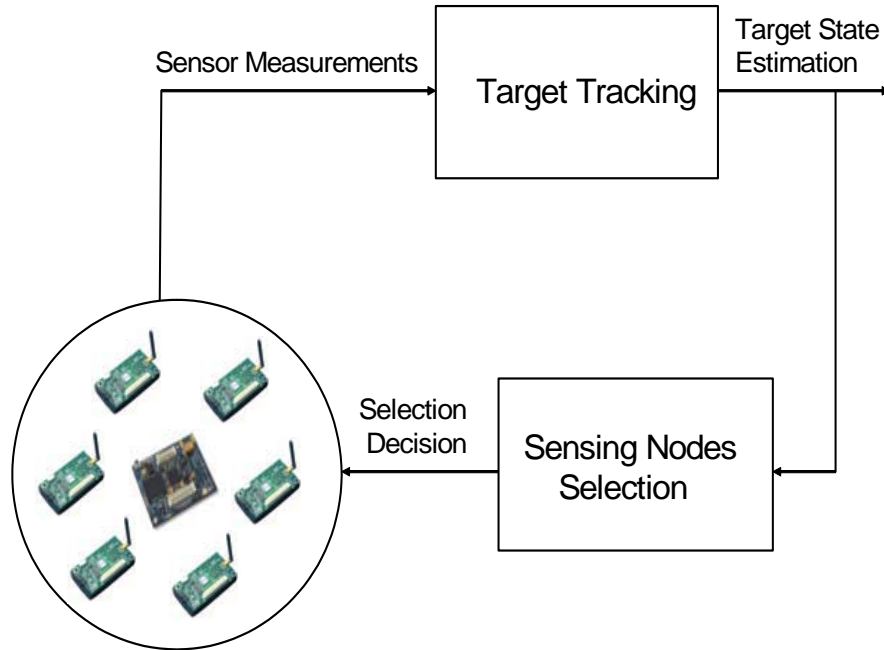 Target State
Estimation
Sensor Measurements
Target Tracking
Selection
Decision
Sensing Nodes
Selection